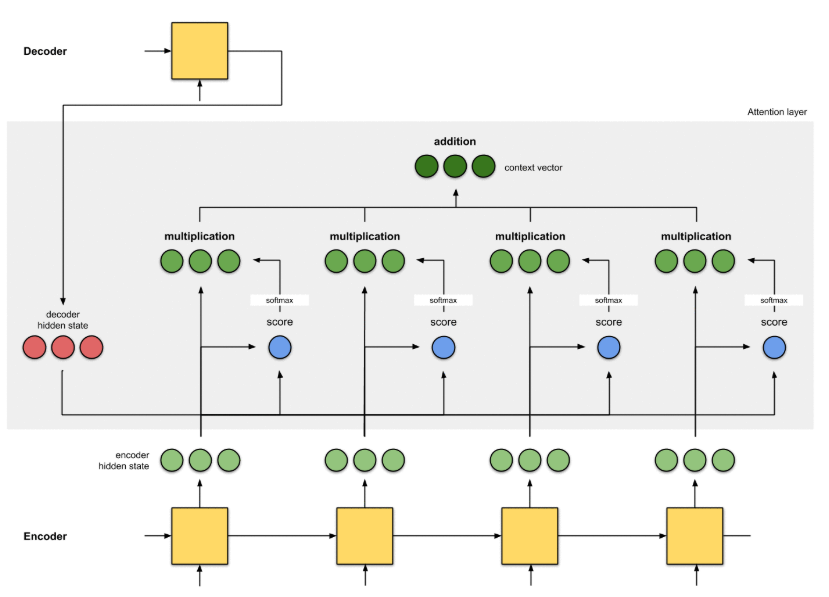 Decoder
Attention layer
addition
context vector
multiplication
multiplication
multiplication
multiplication
softmax
softmax
softmax
softmax
decoder
hidden state
score
score
score
score
encoder
hidden state
Encoder